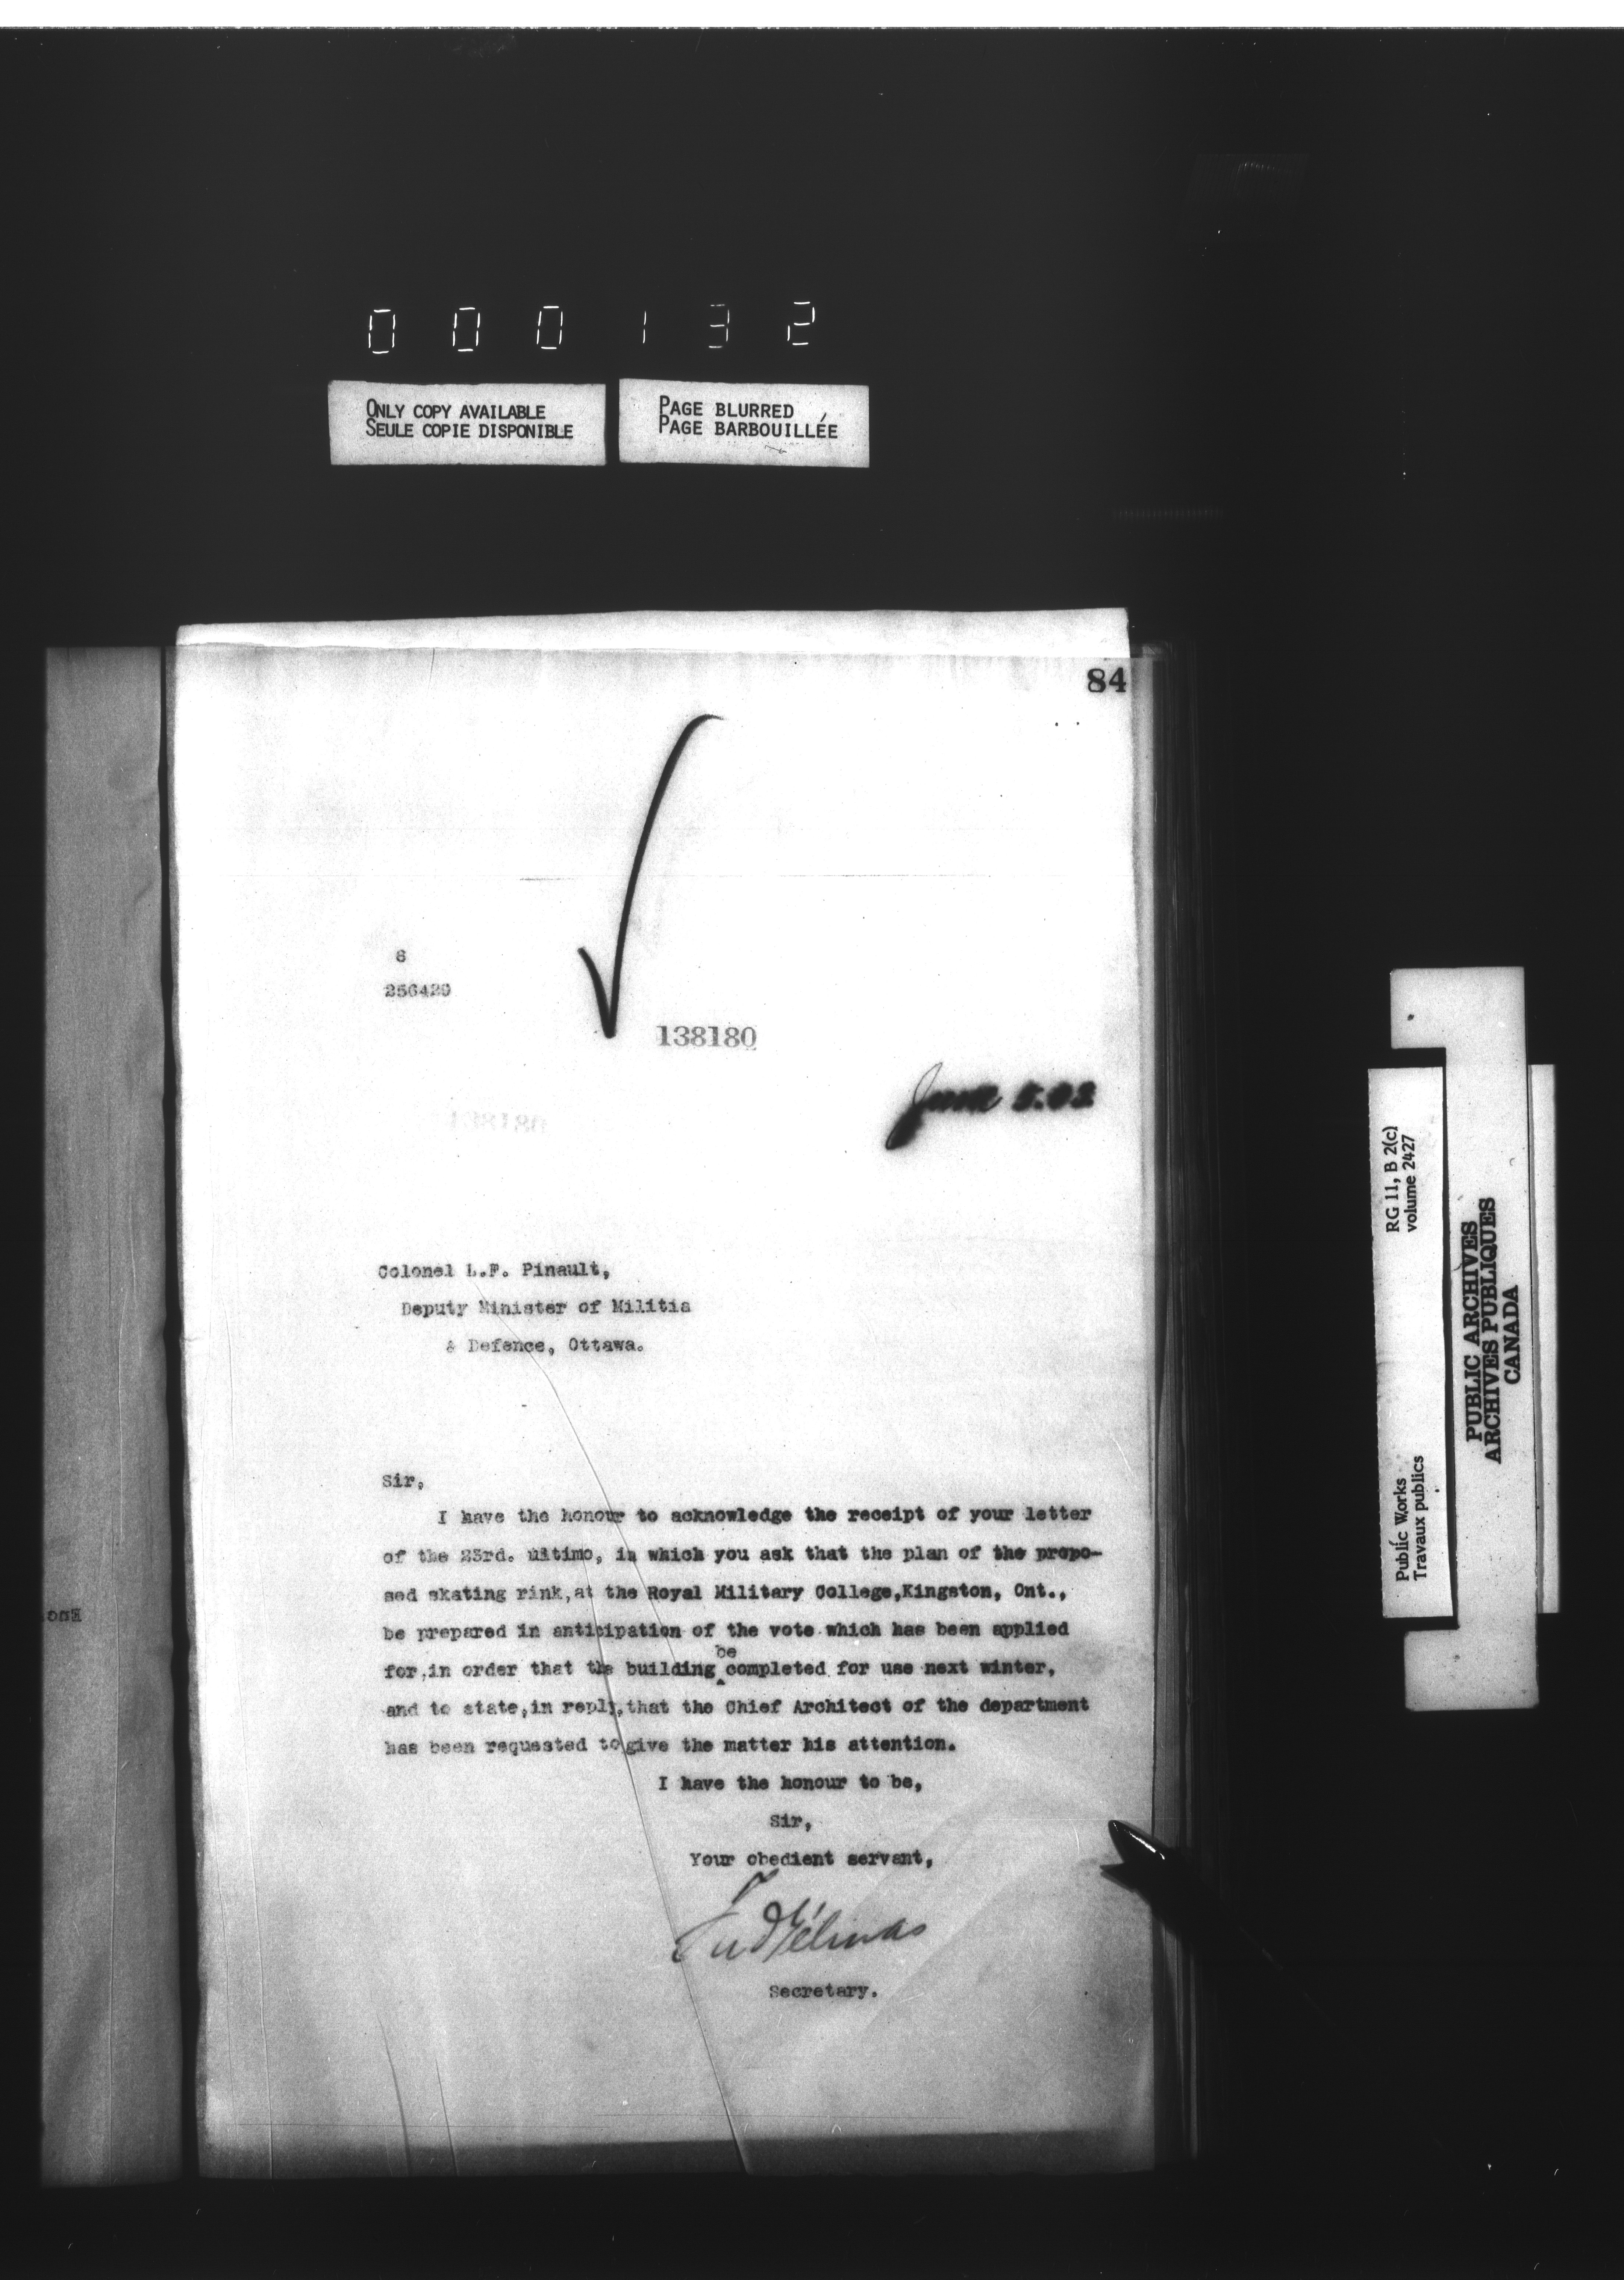 000132
ONLY COPY AVAILABLE
SEULE COPIE DISPONIBLE
PAGE BLURRED
PAGE BARBOUILLÉE
84
6
256429
138180
June 5.03
Colonel L.F. Pinault,
Deputy Minister of Militia
& Defence, Ottawa.
Sir,
I have the honour to acknowledge the receipt of your letter
of the 23rd. ultimo, in which you ask that the plan of the propo-
sed skating rink,at the Royal Military College,Kingston, Ont.,
be prepared in anticipation of the vote which has been applied
be
for,in order that the building completed for use next winter,
and to state,in reply,that the Chief Architect of the department
has been requested to give the matter his attention.
I have the honour to be,
Sir,
Your obedient servant,
Fred Gélinas
Secretary.
RG 11, B 2(c)
volume 2427
Public Works
Travaux publics
PUBLIC ARCHIVES
ARCHIVES PUBLIQUES
CANADA